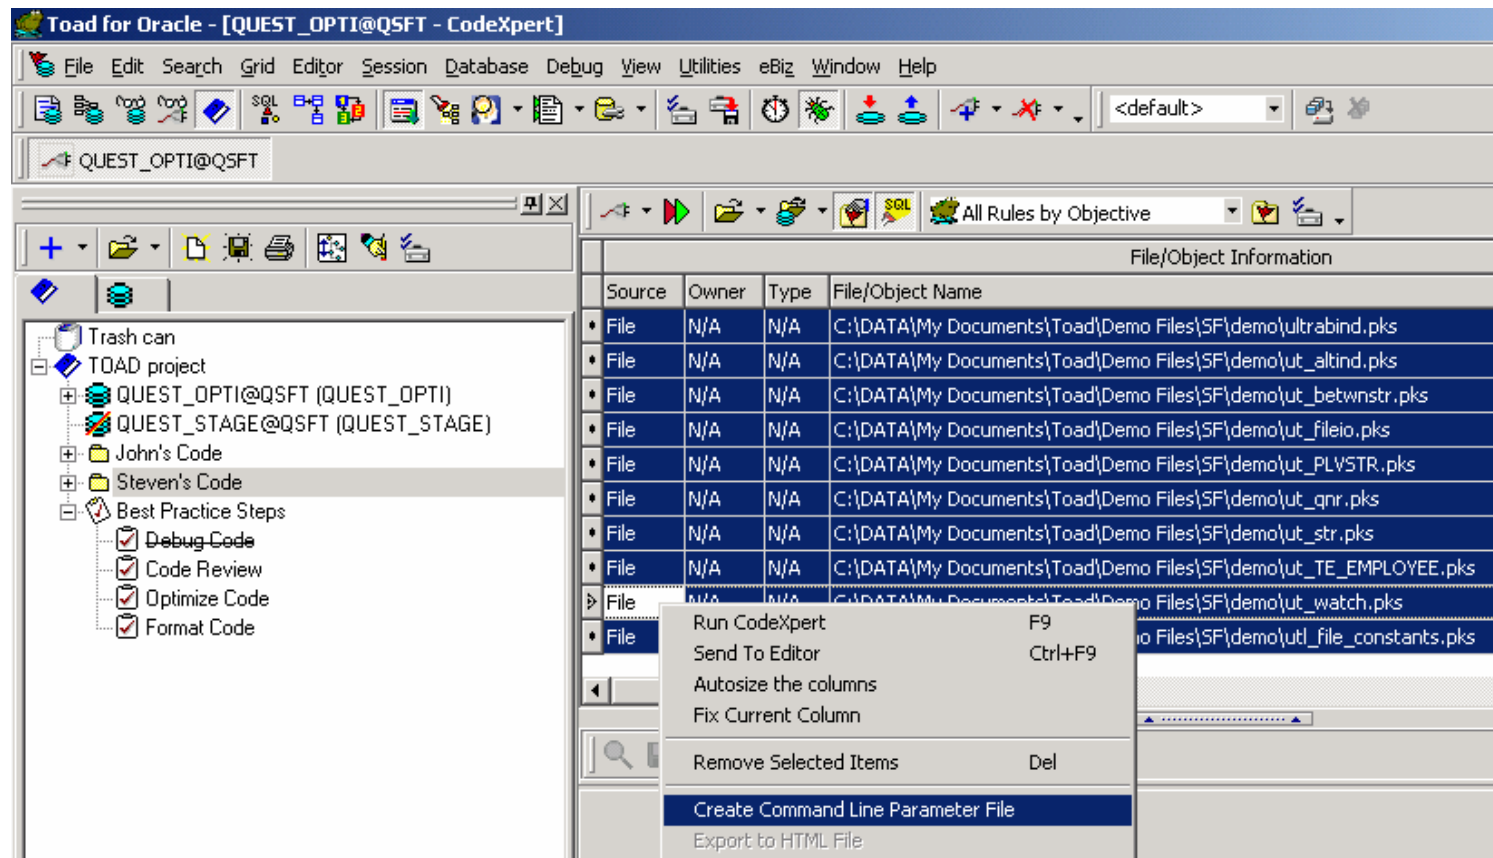 Toad for Oracle - [QUEST_OPTI@QSFT - CodeXpert]
File Edit Search Grid Editor Session Database Debug View Utilities eBiz Window Help
SQL <default>
QUEST_OPTI@QSFT
SQL All Rules by Objective
File/Object Information
Source Owner Type File/Object Name
Trash can
TOAD project
QUEST_OPTI@QSFT (QUEST_OPTI)
QUEST_STAGE@QSFT (QUEST_STAGE)
John's Code
Steven's Code
Best Practice Steps
Debug Code
Code Review
Optimize Code
Format Code
File N/A N/A C:\DATA\My Documents\Toad\Demo Files\SF\demo\ultrabind.pks
File N/A N/A C:\DATA\My Documents\Toad\Demo Files\SF\demo\ut_altind.pks
File N/A N/A C:\DATA\My Documents\Toad\Demo Files\SF\demo\ut_betwnstr.pks
File N/A N/A C:\DATA\My Documents\Toad\Demo Files\SF\demo\ut_fileio.pks
File N/A N/A C:\DATA\My Documents\Toad\Demo Files\SF\demo\ut_PLVSTR.pks
File N/A N/A C:\DATA\My Documents\Toad\Demo Files\SF\demo\ut_qnr.pks
File N/A N/A C:\DATA\My Documents\Toad\Demo Files\SF\demo\ut_str.pks
File N/A N/A C:\DATA\My Documents\Toad\Demo Files\SF\demo\ut_TE_EMPLOYEE.pks
File N/A N/A C:\DATA\My Documents\Toad\Demo Files\SF\demo\ut_watch.pks
File Files\SF\demo\utl_file_constants.pks
Run CodeXpert F9
Send To Editor Ctrl+F9
Autosize the columns
Fix Current Column
Remove Selected Items Del
Create Command Line Parameter File
Export to HTML File